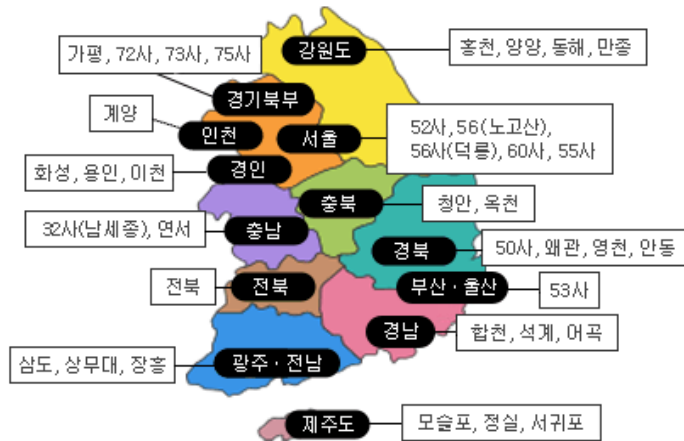 강원도
홍천, 양양, 동해, 만종
가평, 72사, 73사, 75사
경기북부
계양
인천
서울
52사, 56(노고산),
56사(덕릉), 60사, 55사
화성, 용인, 이천
경인
충북
청안, 옥천
32사(남세종), 연서
충남
경북
50사, 왜관, 영천, 안동
전북
전북
부산·울산
53사
경남
합천, 석계, 어곡
삼도, 상무대, 장흥
광주·전남
제주도
모슬포, 정실, 서귀포